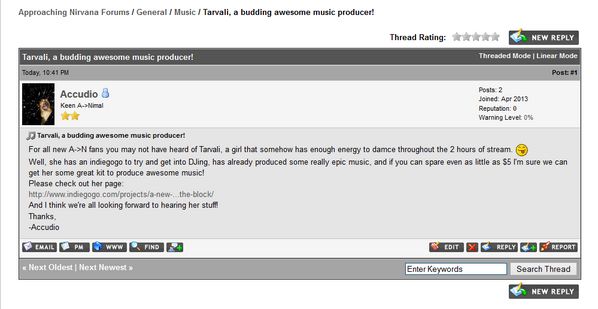 Approaching Nirvana Forums / General / Music / Tarvali, a budding awesome music producer!
Thread Rating: NEW REPLY
Tarvali, a budding awesome music producer! Threaded Mode | Linear Mode
Today, 10:41 PM Post: #1
Accudio
Keen A->Nimal
Posts: 2
Joined: Apr 2013
Reputation: 0
Warning Level: 0%
Tarvali, a budding awesome music producer!
For all new A->N fans you may not have heard of Tarvali, a girl that somehow has enough energy to damce throughout the 2 hours of stream.
Well, she has an indiegogo to try and get into DJing, has already produced some really epic music, and if you can spare even as little as $5 I'm sure we can
get her some great kit to produce awesome music!
Please check out her page:
http://www.indiegogo.com/projects/a-new-...the-block/
And I think we're all looking forward to hearing her stuff!
Thanks,
-Accudio
EMAIL PM WWW FIND EDIT REPLY REPORT
« Next Oldest | Next Newest » Enter Keywords Search Thread
NEW REPLY